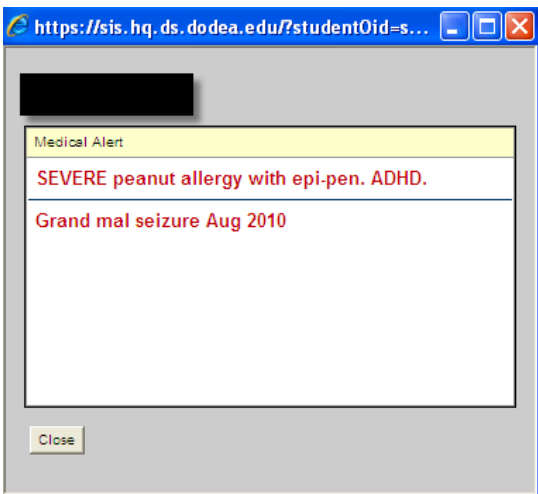 https://sis.hq.ds.dodea.edu/?studentOid=s...
Medical Alert
SEVERE peanut allergy with epi-pen. ADHD.
Grand mal seizure Aug 2010
Close